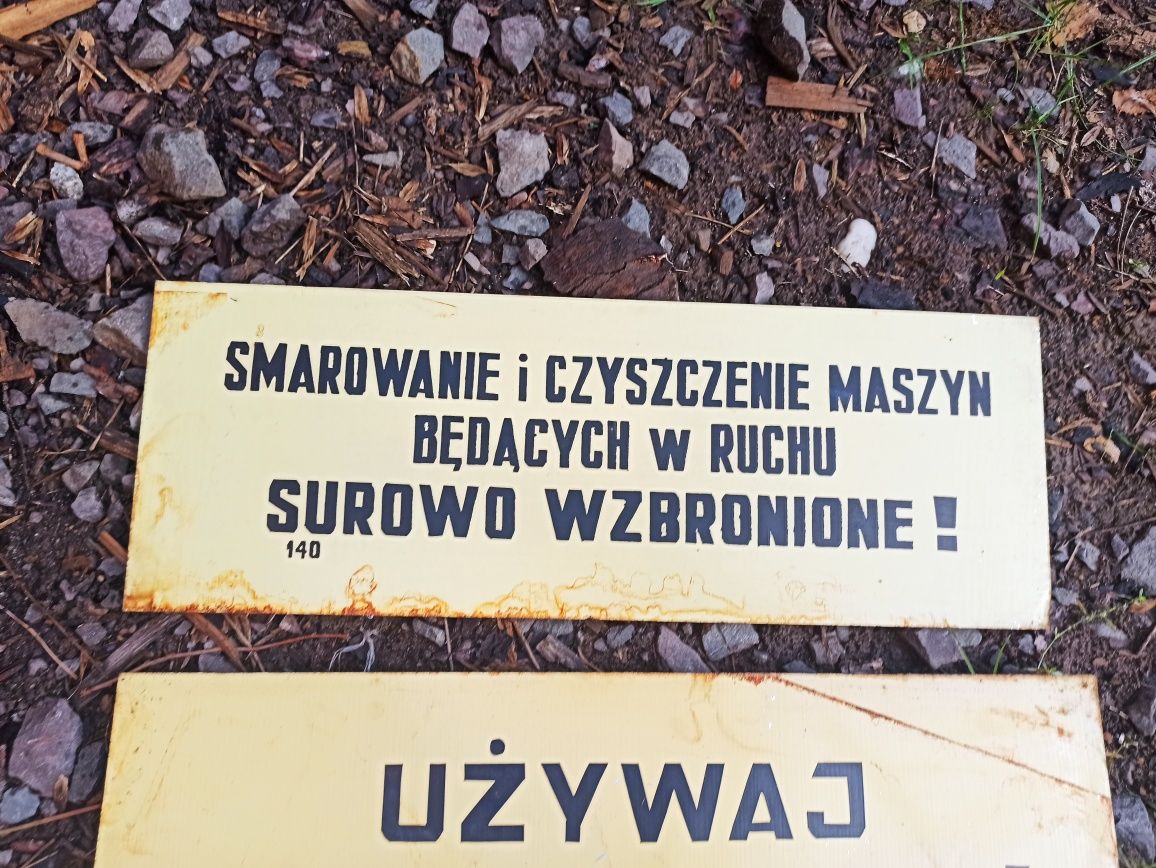 SMAROWANIE i CZYSZCZENIE MASZYN
BĘDĄCYCH W RUCHU
SUROWO WZBRONIONE !
140
UŻYWAJ